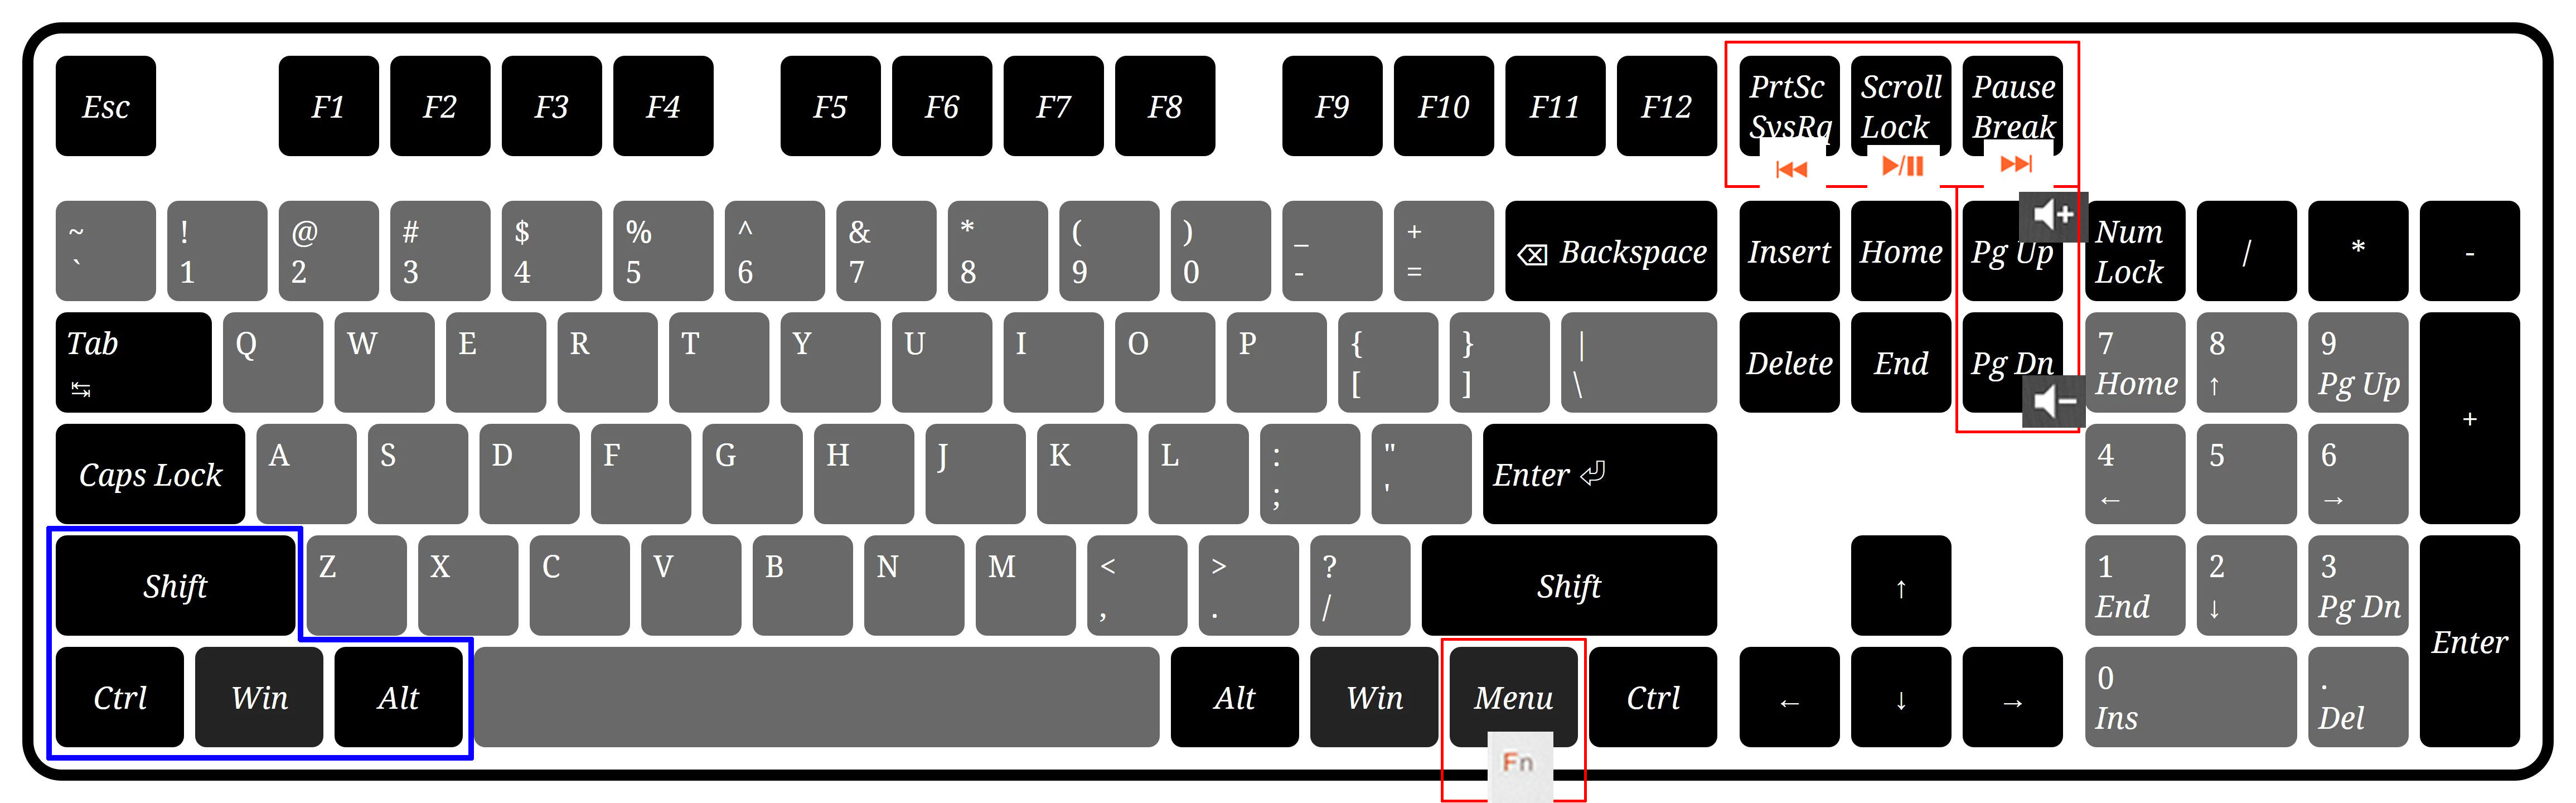 Esc F1 F2 F3 F4 F5 F6 F7 F8 F9 F10 F11 F12 PrtSc Scroll Pause
SysRq Lock Break
~ ! @ # $ % ^ & * ( ) _ +
` 1 2 3 4 5 6 7 8 9 0 - = ⌫ Backspace Insert Home Pg Up Num Lock / * -
Tab Q W E R T Y U I O P { } | Delete End Pg Dn 7 8 9
↹ [ ] \ Home ↑ Pg Up +
Caps Lock A S D F G H J K L : " Enter ⏎ 4 5 6
; ' ← →
Shift Z X C V B N M < > ? Shift ↑ 1 2 3
, . / End ↓ Pg Dn Enter
Ctrl Win Alt Alt Win Menu Ctrl ← ↓ → 0 .
Ins Del
Fn